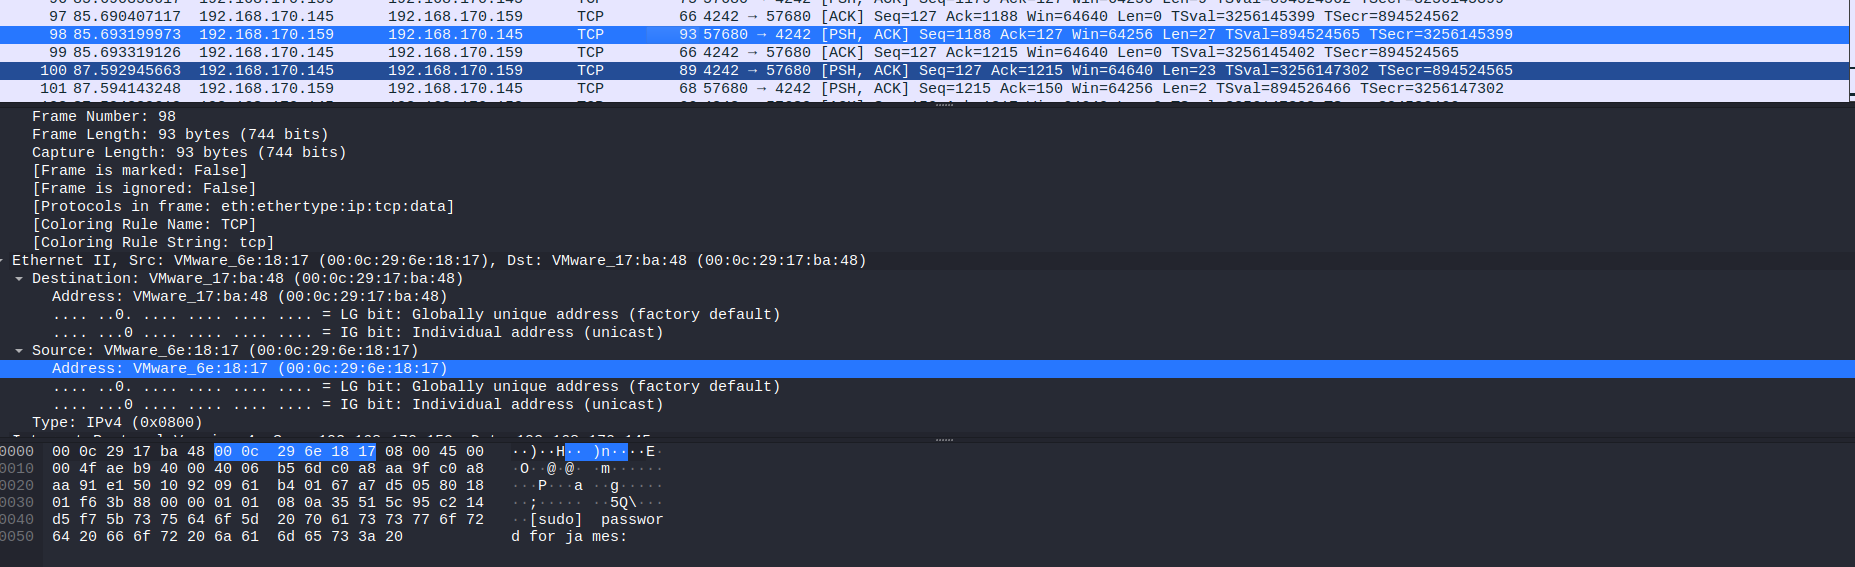 97 85.690407117 192.168.170.145 192.168.170.159 TCP 66 4242 → 57680 [ACK] Seq=127 Ack=1188 Win=64640 Len=0 TSval=3256145399 TSecr=894524562
98 85.693199973 192.168.170.159 192.168.170.145 TCP 93 57680 → 4242 [PSH, ACK] Seq=1188 Ack=127 Win=64256 Len=27 TSval=894524565 TSecr=3256145399
99 85.693319126 192.168.170.145 192.168.170.159 TCP 66 4242 → 57680 [ACK] Seq=127 Ack=1215 Win=64640 Len=0 TSval=3256145402 TSecr=894524565
100 87.592945663 192.168.170.145 192.168.170.159 TCP 89 4242 → 57680 [PSH, ACK] Seq=127 Ack=1215 Win=64640 Len=23 TSval=3256147302 TSecr=894524565
101 87.594143248 192.168.170.159 192.168.170.145 TCP 68 57680 → 4242 [PSH, ACK] Seq=1215 Ack=150 Win=64256 Len=2 TSval=894526466 TSecr=3256147302
Frame Number: 98
Frame Length: 93 bytes (744 bits)
Capture Length: 93 bytes (744 bits)
[Frame is marked: False]
[Frame is ignored: False]
[Protocols in frame: eth:ethertype:ip:tcp:data]
[Coloring Rule Name: TCP]
[Coloring Rule String: tcp]
Ethernet II, Src: VMware_6e:18:17 (00:0c:29:6e:18:17), Dst: VMware_17:ba:48 (00:0c:29:17:ba:48)
Destination: VMware_17:ba:48 (00:0c:29:17:ba:48)
Address: VMware_17:ba:48 (00:0c:29:17:ba:48)
.... ..0. .... .... .... .... = LG bit: Globally unique address (factory default)
.... ...0 .... .... .... .... = IG bit: Individual address (unicast)
Source: VMware_6e:18:17 (00:0c:29:6e:18:17)
Address: VMware_6e:18:17 (00:0c:29:6e:18:17)
.... ..0. .... .... .... .... = LG bit: Globally unique address (factory default)
.... ...0 .... .... .... .... = IG bit: Individual address (unicast)
Type: IPv4 (0x0800)
0000 00 0c 29 17 ba 48 00 0c 29 6e 18 17 08 00 45 00 ··)··H·· )n····E·
0010 00 4f ae b9 40 00 40 06 b5 6d c0 a8 aa 9f c0 a8 ·O··@·@· ·m······
0020 aa 91 e1 50 10 92 09 61 b4 01 67 a7 d5 05 80 18 ···P···a ··g·····
0030 01 f6 3b 88 00 00 01 01 08 0a 35 51 5c 95 c2 14 ··;····· ··5Q\···
0040 d5 f7 5b 73 75 64 6f 5d 20 70 61 73 73 77 6f 72 ··[sudo] passwor
0050 64 20 66 6f 72 20 6a 61 6d 65 73 3a 20 d for ja mes: